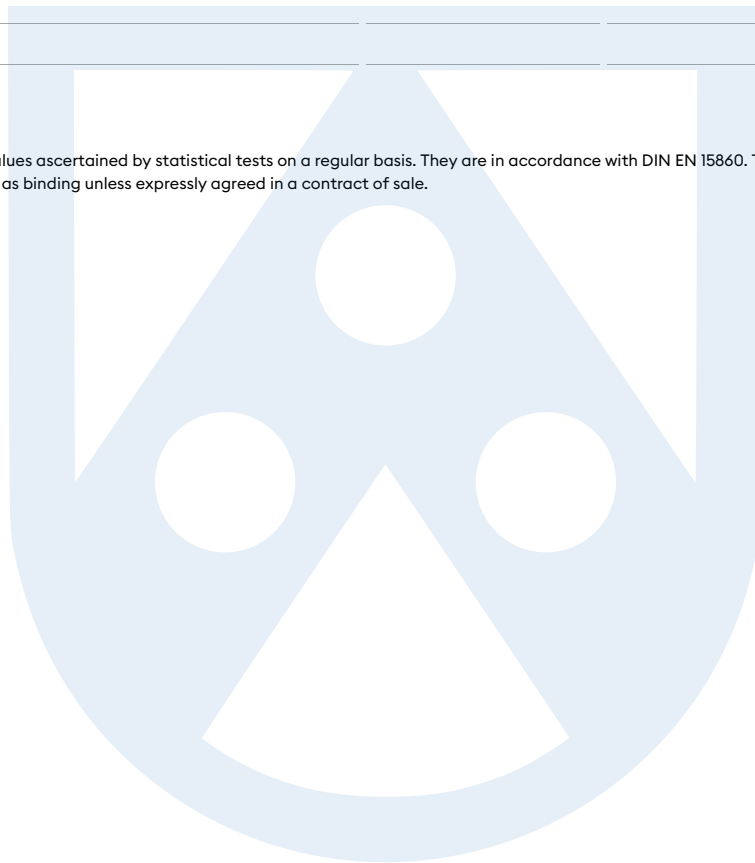 lues ascertained by statistical tests on a regular basis. They are in accordance with DIN EN 15860.
as binding unless expressly agreed in a contract of sale.